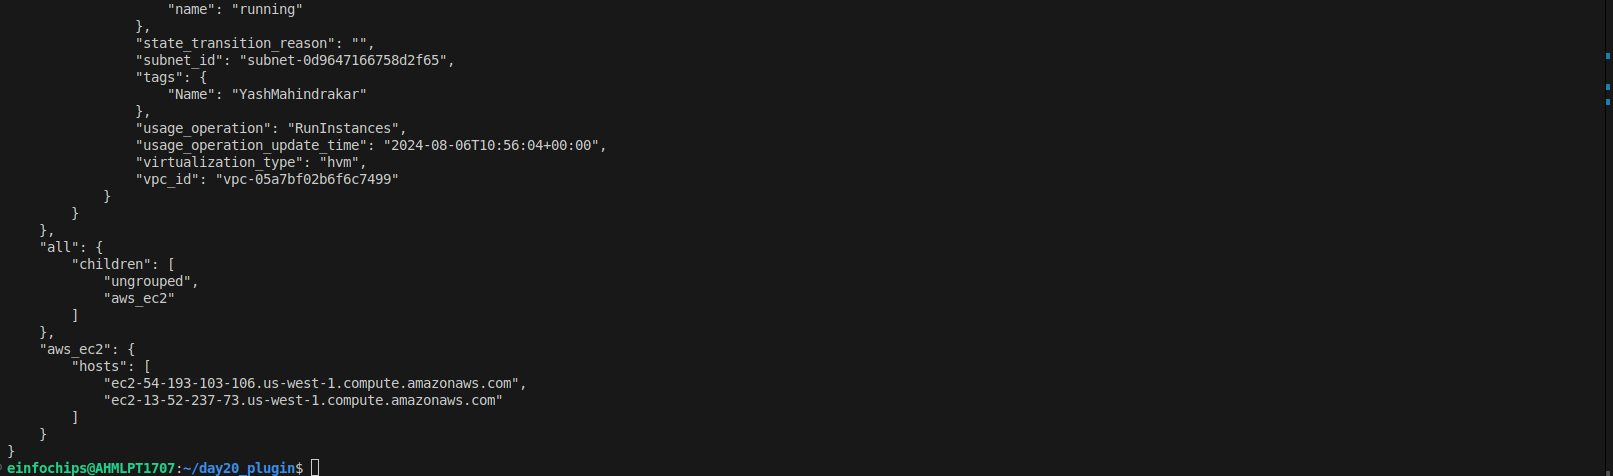 "name": "running"
},
"state_transition_reason": "",
"subnet_id": "subnet-0d9647166758d2f65",
"tags": {
"Name": "YashMahindrakar"
},
"usage_operation": "RunInstances",
"usage_operation_update_time": "2024-08-06T10:56:04+00:00",
"virtualization_type": "hvm",
"vpc_id": "vpc-05a7bf02b6f6c7499"
}
}
},
"all": {
"children": [
"ungrouped",
"aws_ec2"
]
},
"aws_ec2": {
"hosts": [
"ec2-54-193-103-106.us-west-1.compute.amazonaws.com",
"ec2-13-52-237-73.us-west-1.compute.amazonaws.com"
]
}
}
einfochips@AHMLPT1707:~/day20_plugin$